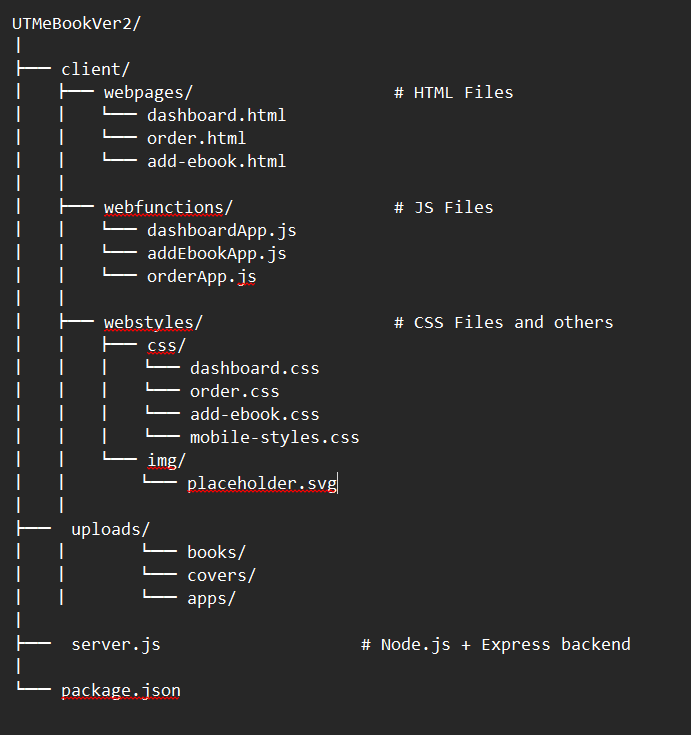 UTMeBookVer2/
│
├── client/
│   ├── webpages/                    # HTML Files
│   │   └── dashboard.html
│   │   └── order.html
│   │   └── add-ebook.html
│   │
│   ├── webfunctions/                # JS Files
│   │   └── dashboardApp.js
│   │   └── addEbookApp.js
│   │   └── orderApp.js
│   │
│   ├── webstyles/                   # CSS Files and others
│   │   ├── css/
│   │   │   └── dashboard.css
│   │   │   └── order.css
│   │   │   └── add-ebook.css
│   │   │   └── mobile-styles.css
│   │   └── img/
│   │       └── placeholder.svg
│   │
├──  uploads/
│   │       └── books/
│   │       └── covers/
│   │       └── apps/
│
├──  server.js                    # Node.js + Express backend
│
└── package.json